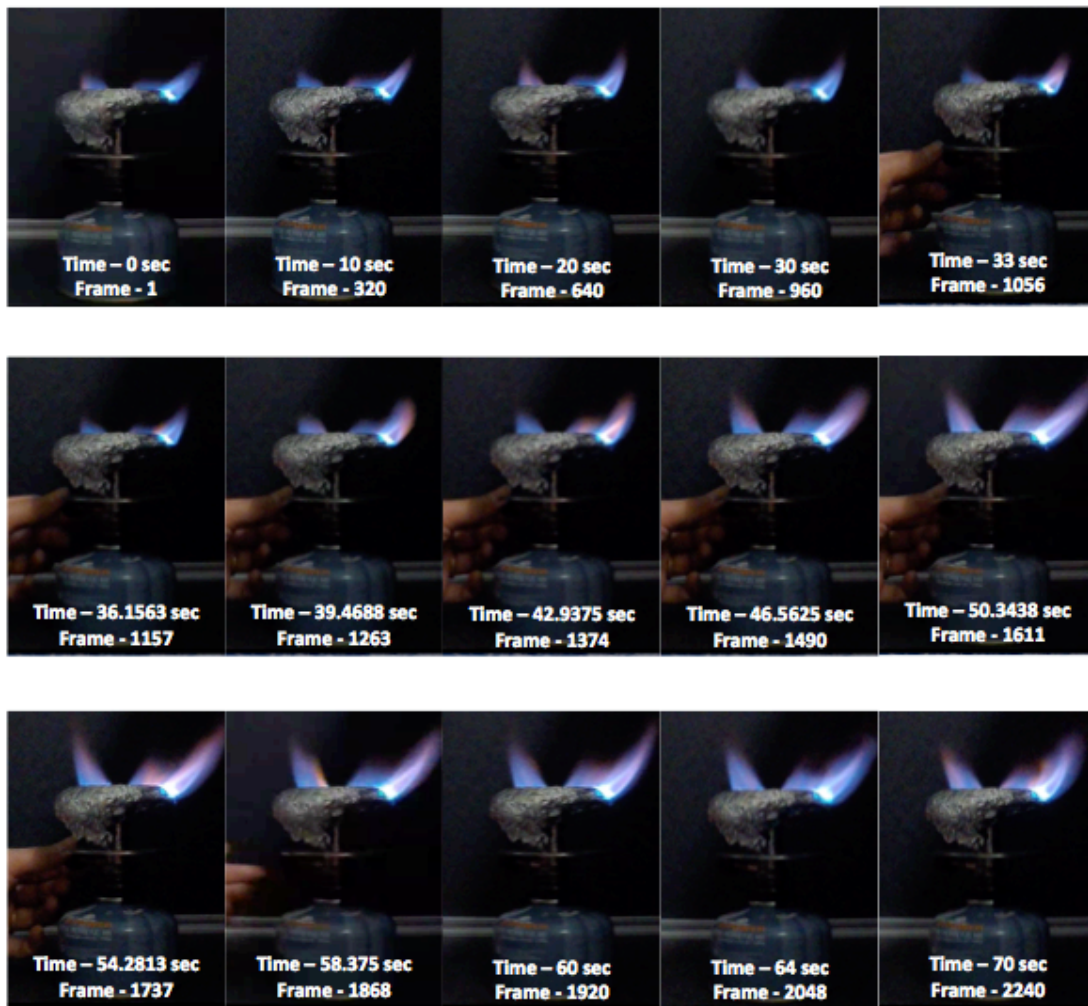 Time – 0 sec
Frame - 1
Time – 10 sec
Frame - 320
Time – 20 sec
Frame - 640
Time – 30 sec
Frame - 960
Time – 33 sec
Frame - 1056
Time – 36.1563 sec
Frame - 1157
Time – 39.4688 sec
Frame - 1263
Time – 42.9375 sec
Frame - 1374
Time – 46.5625 sec
Frame - 1490
Time – 50.3438 sec
Frame - 1611
Time – 54.2813 sec
Frame - 1737
Time – 58.375 sec
Frame - 1868
Time – 60 sec
Frame - 1920
Time – 64 sec
Frame - 2048
Time – 70 sec
Frame - 2240